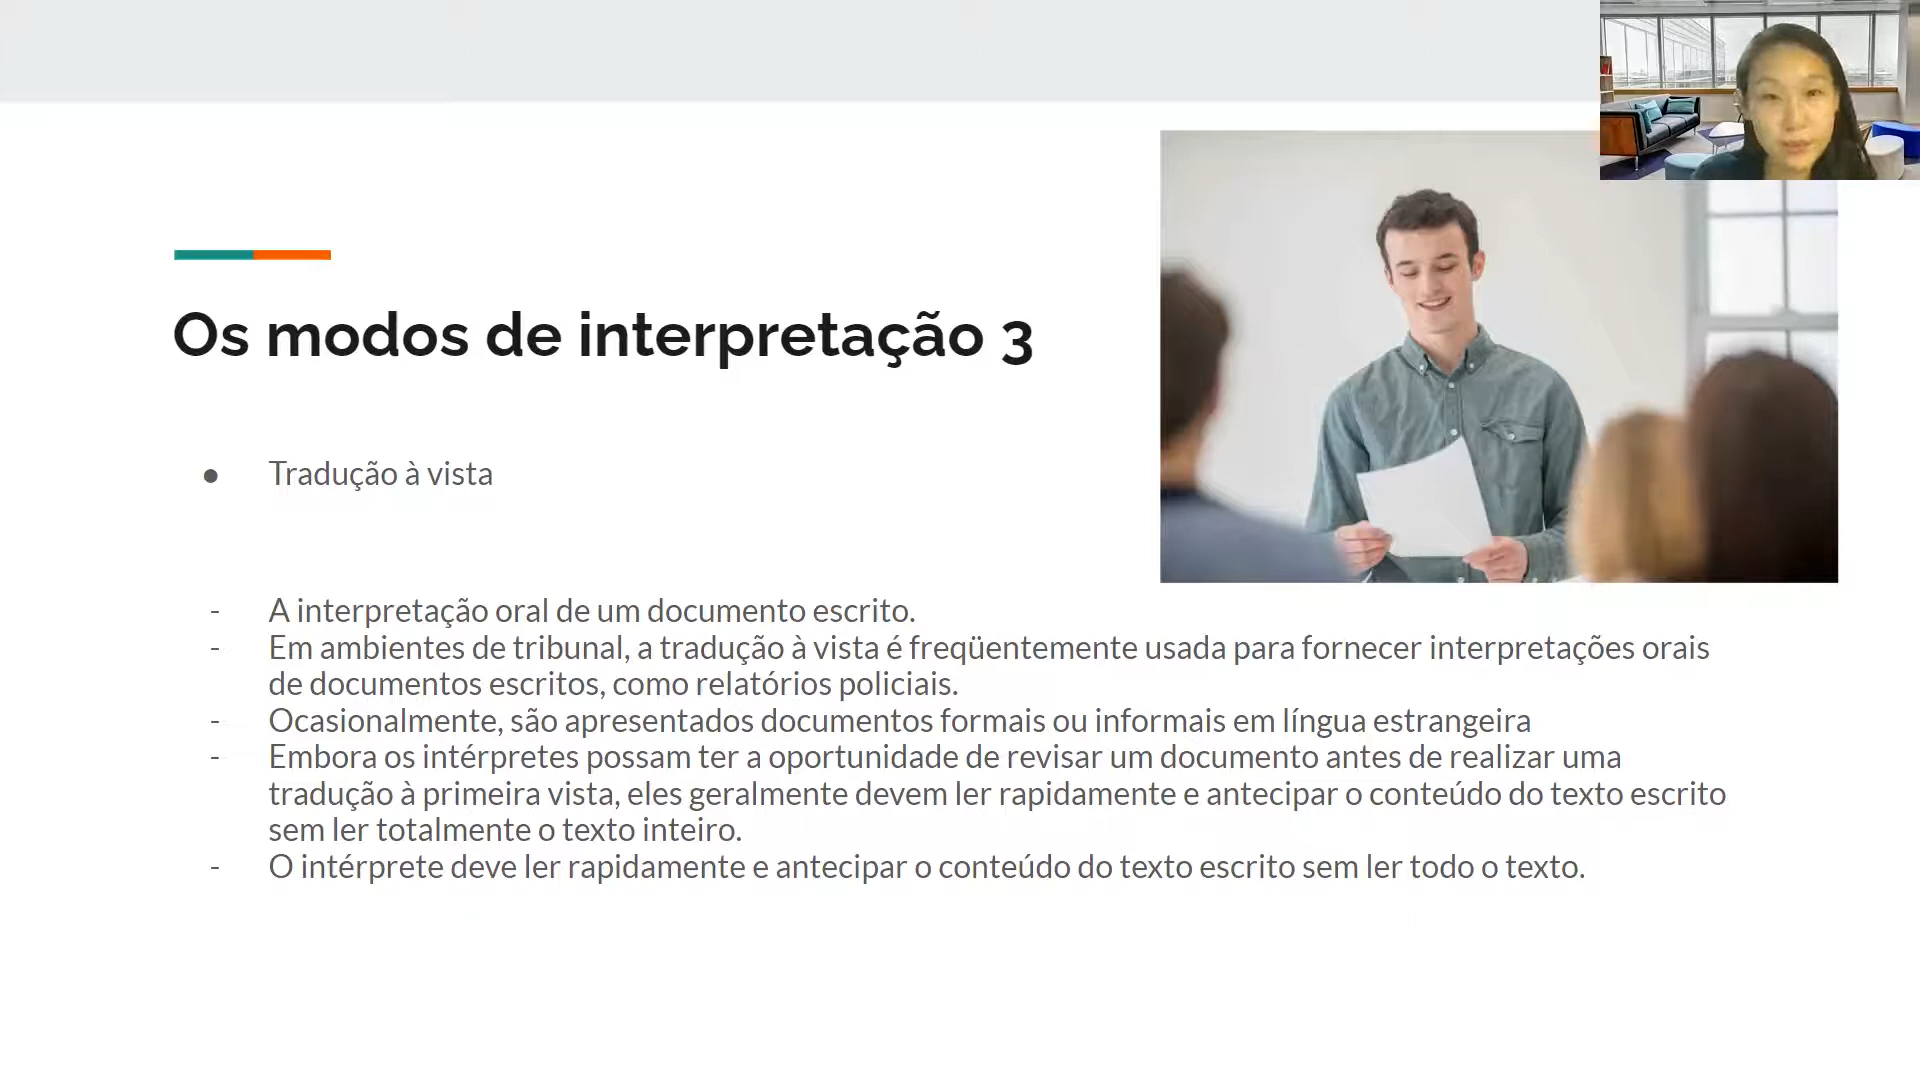 Os modos de interpretação 3
● Tradução à vista
- A interpretação oral de um documento escrito.
- Em ambientes de tribunal, a tradução à vista é freqüentemente usada para fornecer interpretações orais
de documentos escritos, como relatórios policiais.
- Ocasionalmente, são apresentados documentos formais ou informais em língua estrangeira
- Embora os intérpretes possam ter a oportunidade de revisar um documento antes de realizar uma
tradução à primeira vista, eles geralmente devem ler rapidamente e antecipar o conteúdo do texto escrito
sem ler totalmente o texto inteiro.
- O intérprete deve ler rapidamente e antecipar o conteúdo do texto escrito sem ler todo o texto.